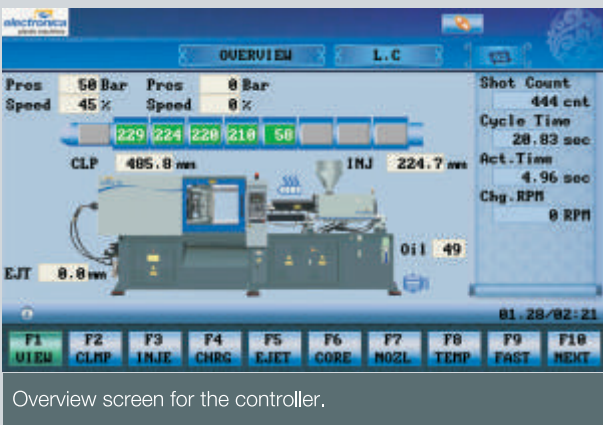 electronica
OVERVIEW L.C
Pres 50 Bar Pres 0 Bar
Speed 45 % Speed 0 %
229 224 220 210 50
CLP 485.8 mm INJ 224.7 mm
Oil 49
EJT 0.0 mm
Shot Count
444 cnt
Cycle Time
20.83 sec
Act.Time
4.96 sec
Chg.RPM
0 RPM
01.28/02:21
F1 F2 F3 F4 F5 F6 F7 F8 F9 F10
VIEW CLMP INJE CHRG EJET CORE NOZL TEMP FAST NEXT
Overview screen for the controller.